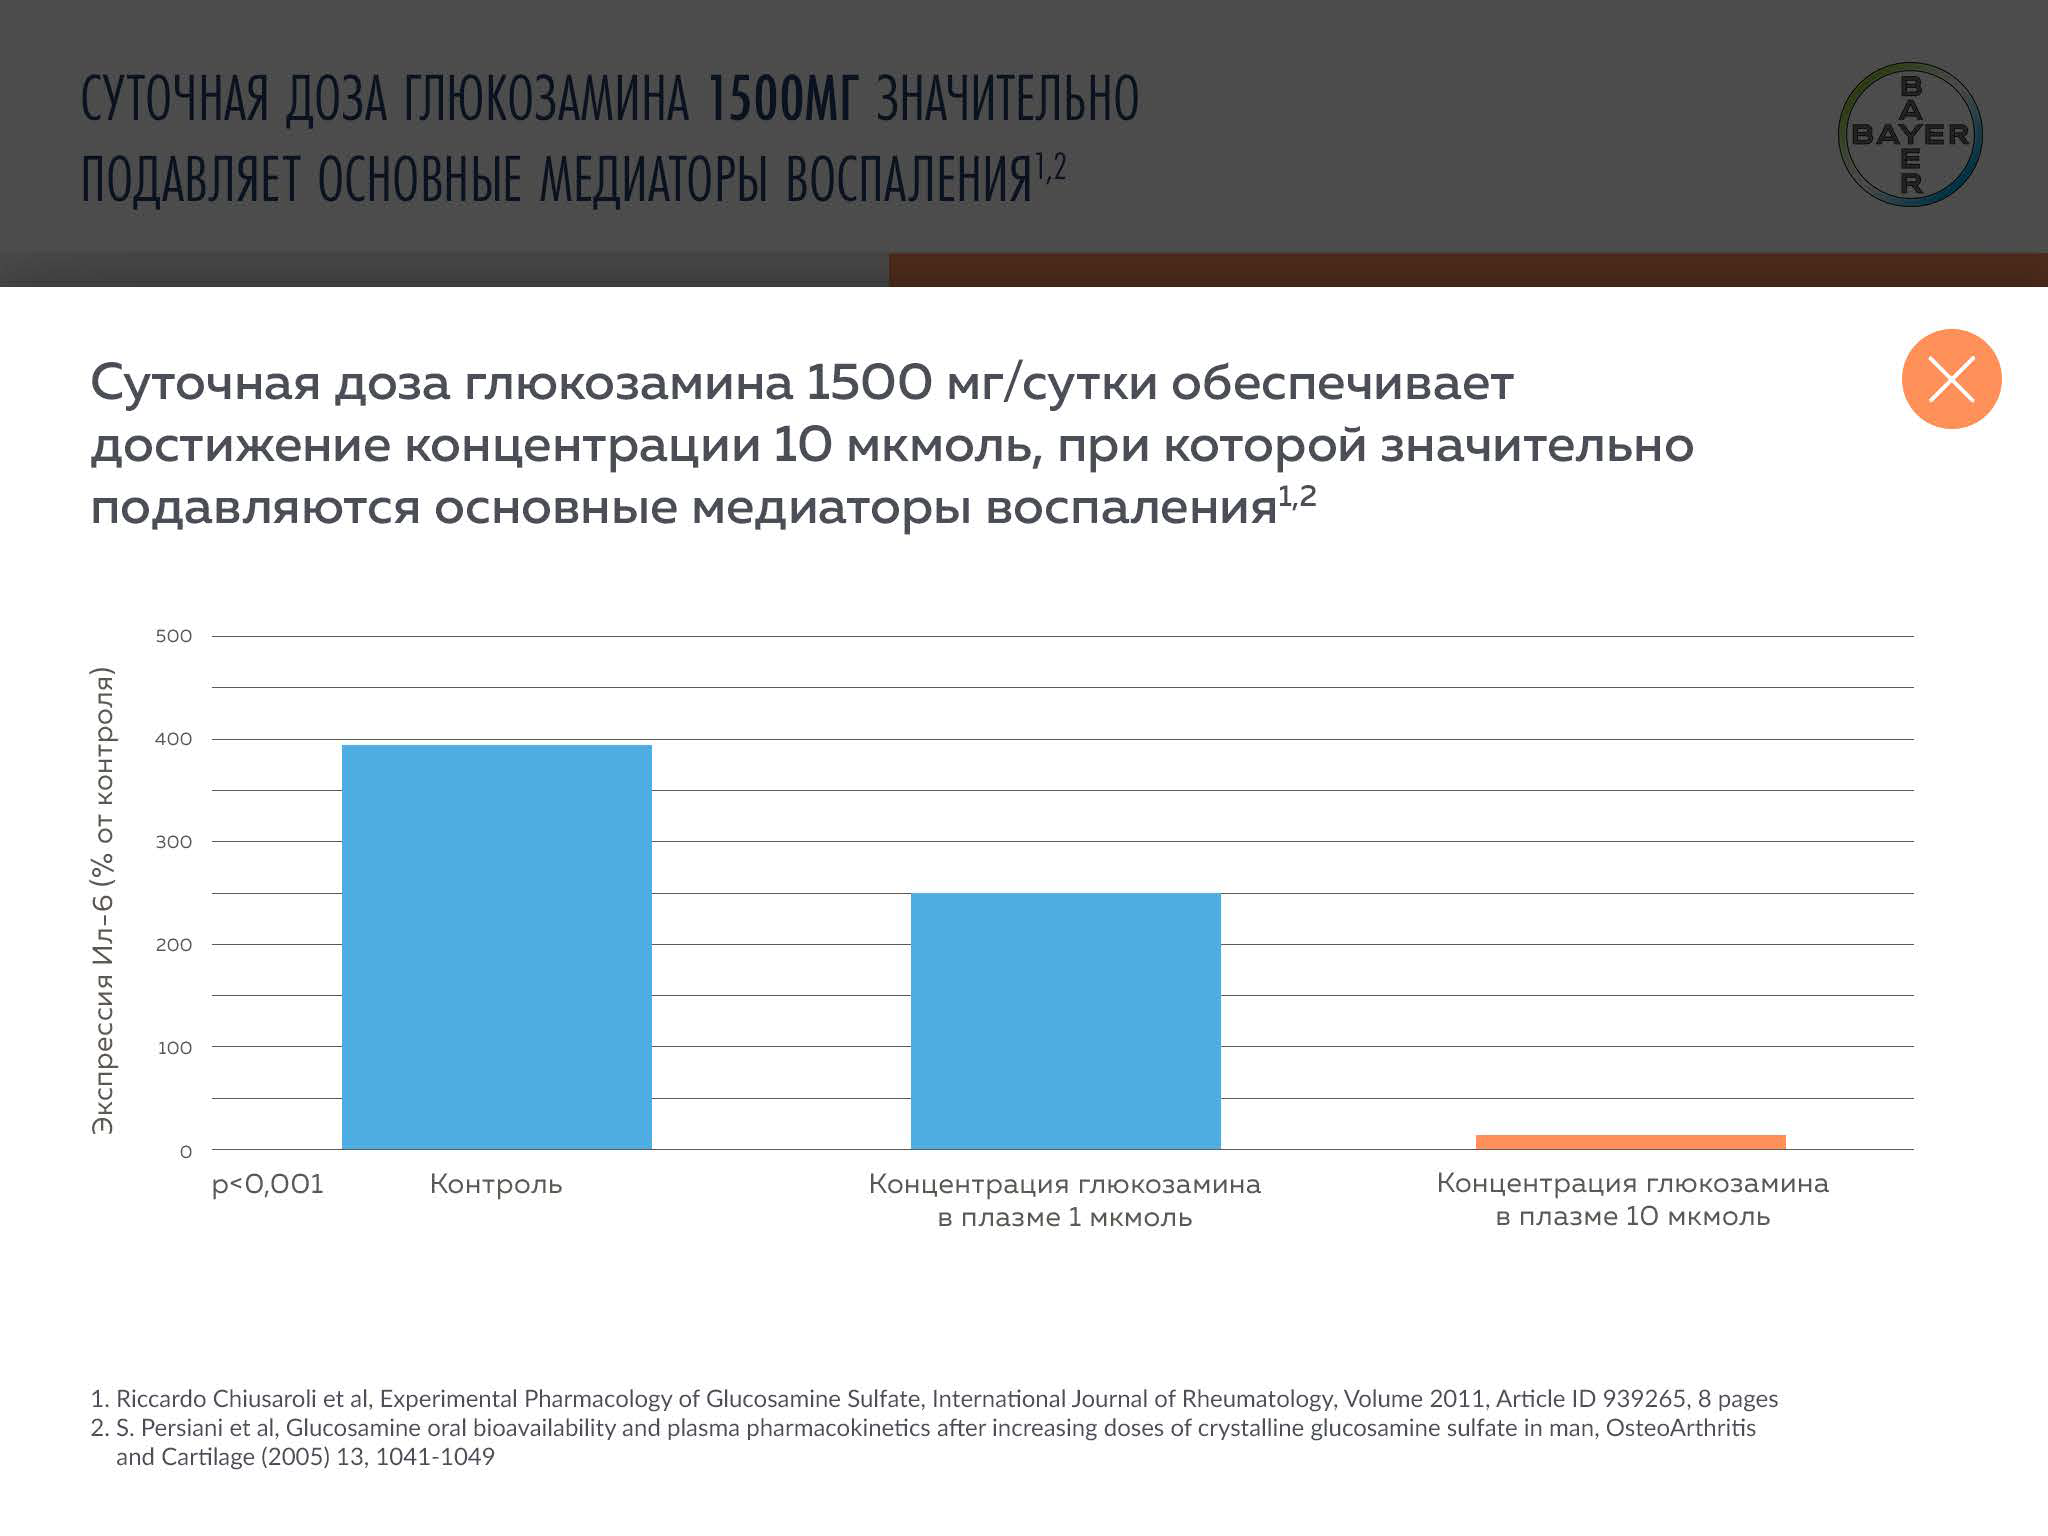 СУТОЧНАЯ ДОЗА ГЛЮКОЗАМИНА 1500МГ ЗНАЧИТЕЛЬНО
ПОДАВЛЯЕТ ОСНОВНЫЕ МЕДИАТОРЫ ВОСПАЛЕНИЯ1,2
BAYER
BAYER
Суточная доза глюкозамина 1500 мг/сутки обеспечивает
достижение концентрации 10 мкмоль, при которой значительно
подавляются основные медиаторы воспаления1,2
Экспрессия Ил-6 (% от контроля)
500
400
300
200
100
0
p<0,001
Контроль
Концентрация глюкозамина
в плазме 1 мкмоль
Концентрация глюкозамина
в плазме 10 мкмоль
1. Riccardo Chiusaroli et al, Experimental Pharmacology of Glucosamine Sulfate, International Journal of Rheumatology, Volume 2011, Article ID 939265, 8 pages
2. S. Persiani et al, Glucosamine oral bioavailability and plasma pharmacokinetics after increasing doses of crystalline glucosamine sulfate in man, OsteoArthritis
and Cartilage (2005) 13, 1041-1049